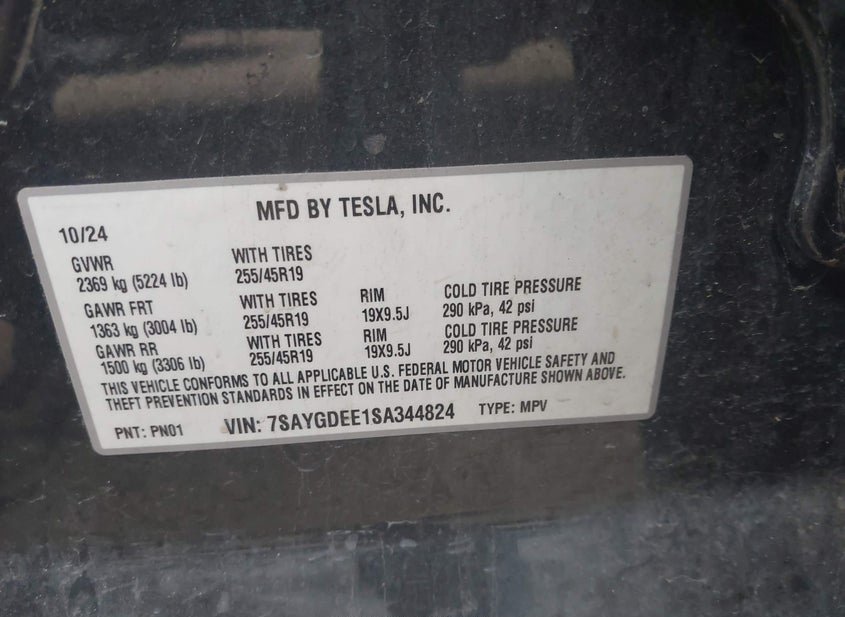 MFD BY TESLA, INC.
10/24
GVWR WITH TIRES
2369 kg (5224 lb) 255/45R19
GAWR FRT WITH TIRES RIM COLD TIRE PRESSURE
1363 kg (3004 lb) 255/45R19 19X9.5J 290 kPa, 42 psi
GAWR RR WITH TIRES RIM COLD TIRE PRESSURE
1500 kg (3306 lb) 255/45R19 19X9.5J 290 kPa, 42 psi
THIS VEHICLE CONFORMS TO ALL APPLICABLE U.S. FEDERAL MOTOR VEHICLE SAFETY AND
THEFT PREVENTION STANDARDS IN EFFECT ON THE DATE OF MANUFACTURE SHOWN ABOVE.
PNT: PN01 VIN: 7SAYGDEE1SA344824 TYPE: MPV